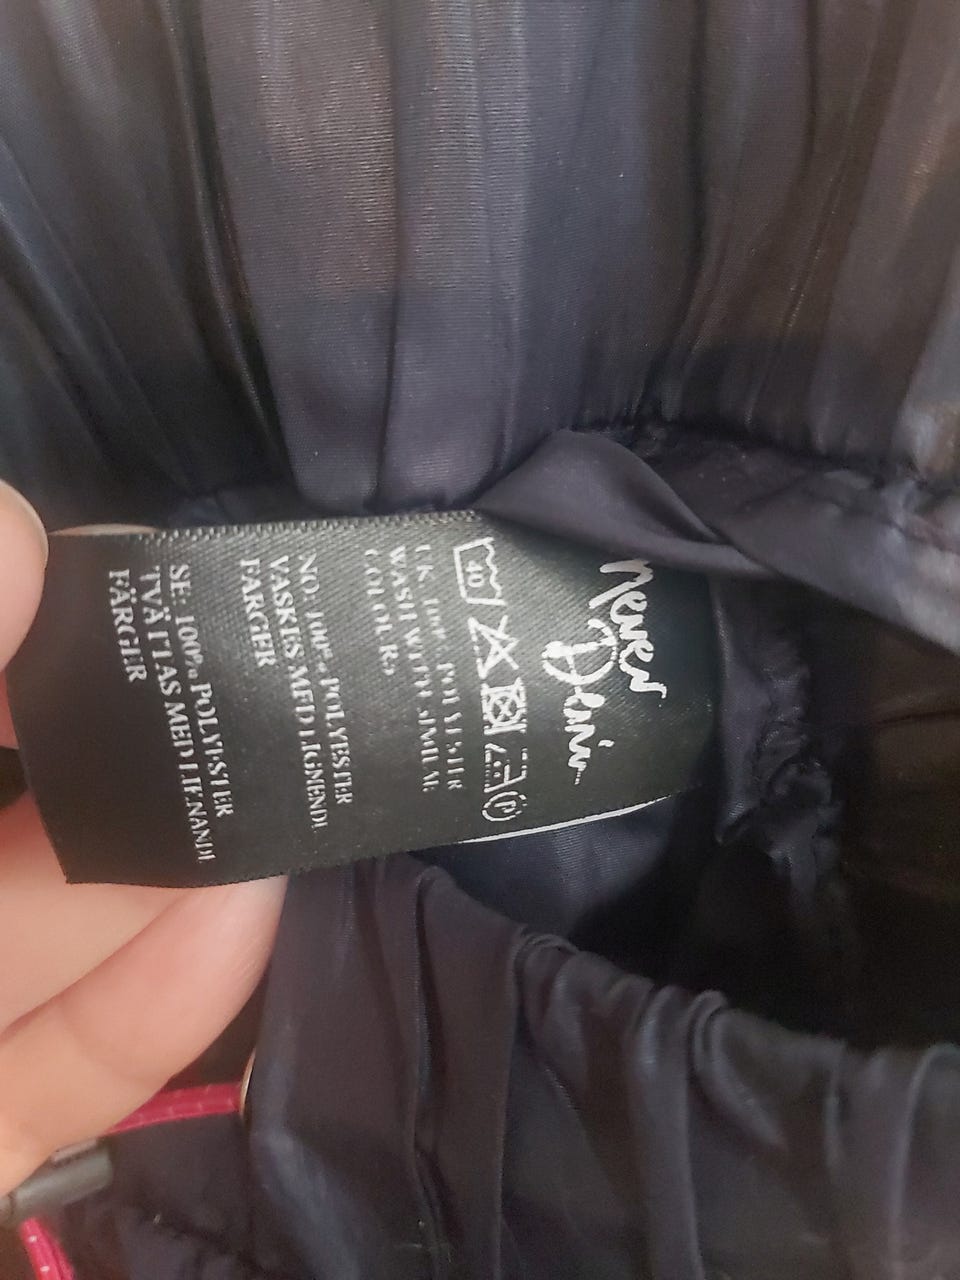 Never
Denim
40
P
UK: 100% POLYESTER
WASH WITH SIMILAR
COLOURS
NO: 100% POLYESTER
VASKES MED LIGNENDE
FARGER
SE: 100% POLYESTER
TVÄTTAS MED LIKNANDE
FÄRGER